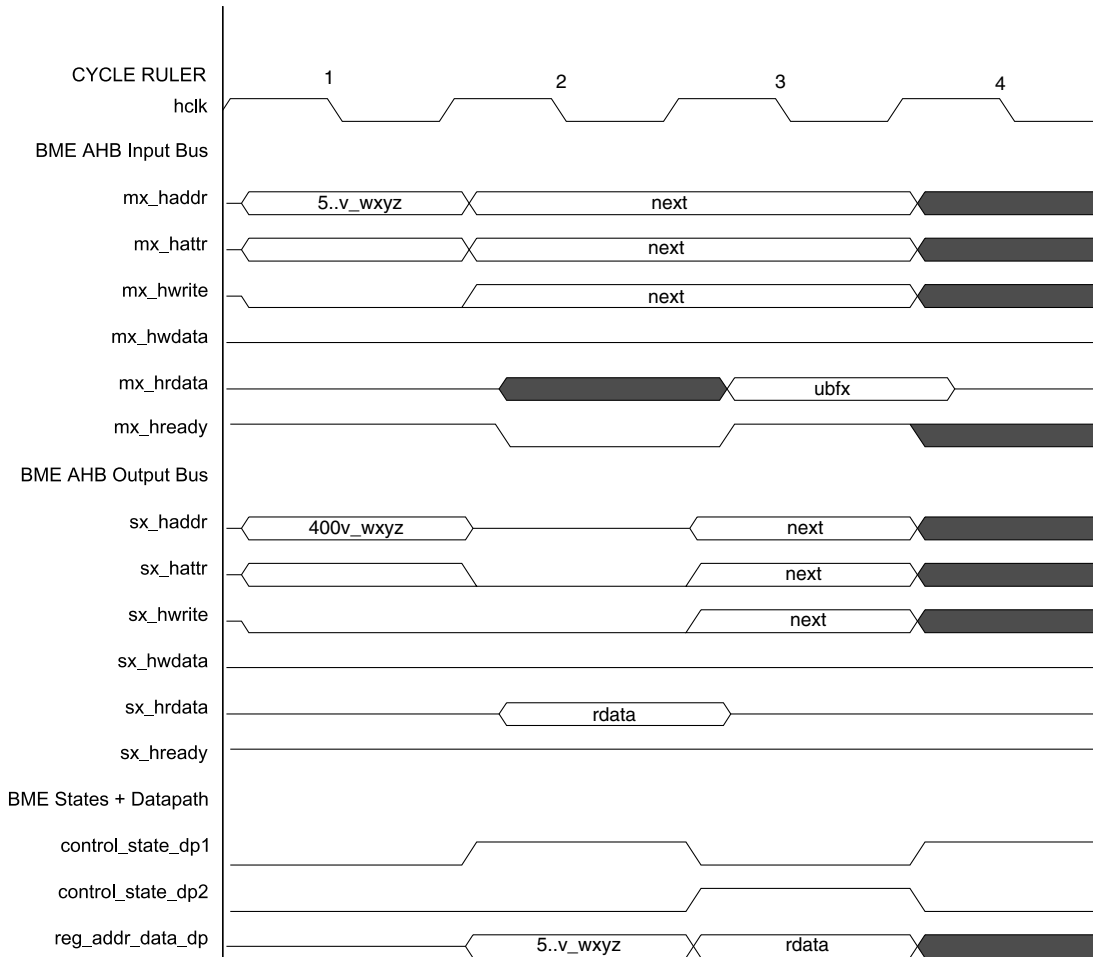 CYCLE RULER 1 2 3 4
hclk
BME AHB Input Bus
mx_haddr 5..v_wxyz next
mx_hattr next
mx_hwrite next
mx_hwdata
mx_hrdata ubfx
mx_hready
BME AHB Output Bus
sx_haddr 400v_wxyz next
sx_hattr next
sx_hwrite next
sx_hwdata
sx_hrdata rdata
sx_hready
BME States + Datapath
control_state_dp1
control_state_dp2
reg_addr_data_dp 5..v_wxyz rdata